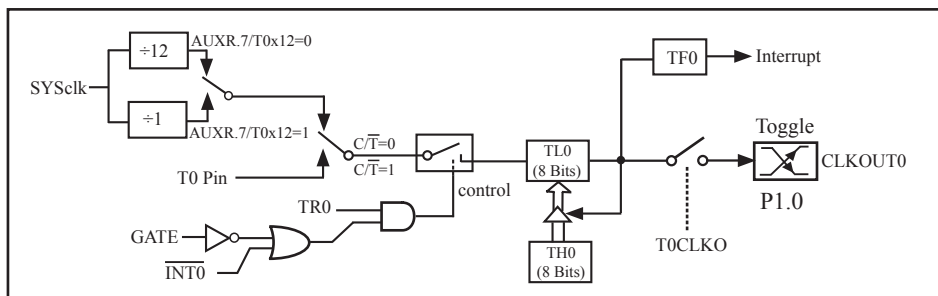 ÷12
AUXR.7/T0x12=0
SYSclk
÷1
AUXR.7/T0x12=1
C/T̅=0
C/T̅=1
T0 Pin
control
TR0
GATE
I̅N̅T̅0̅
TL0
(8 Bits)
TH0
(8 Bits)
TF0
Interrupt
Toggle
CLKOUT0
P1.0
T0CLKO